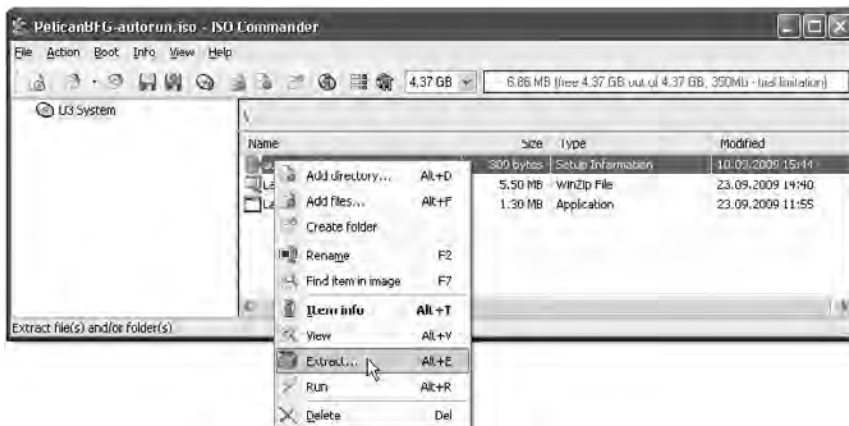 PelicanBFG-autorun.iso - ISO Commander
File Action Boot Info View Help
4.37 GB 6.86 MB (free 4.37 GB out of 4.37 GB, 350Mb - trial limitation)
U3 System
\
Name Size Type Modified
309 bytes Setup Information 10.09.2009 15:44
La 5.50 MB WinZip File 23.09.2009 14:40
La 1.30 MB Application 23.09.2009 11:55
Add directory... Alt+D
Add files... Alt+F
Create folder
Rename F2
Find item in image F7
Item info Alt+T
View Alt+V
Extract... Alt+E
Run Alt+R
Delete Del
Extract file(s) and/or folder(s)